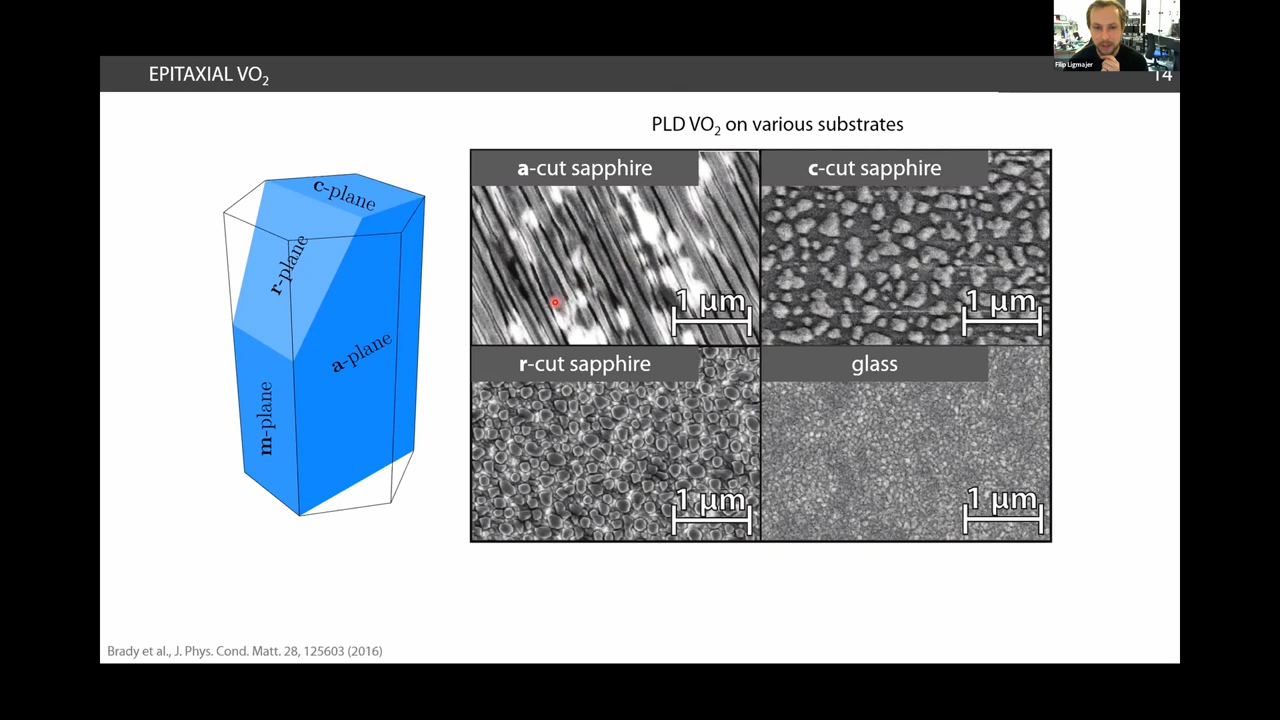 Filip Ligmajer
EPITAXIAL VO₂
14
PLD VO₂ on various substrates
c-plane
r-plane
a-plane
m-plane
a-cut sapphire
1 μm
c-cut sapphire
1 μm
r-cut sapphire
1 μm
glass
1 μm
Brady et al., J. Phys. Cond. Matt. 28, 125603 (2016)